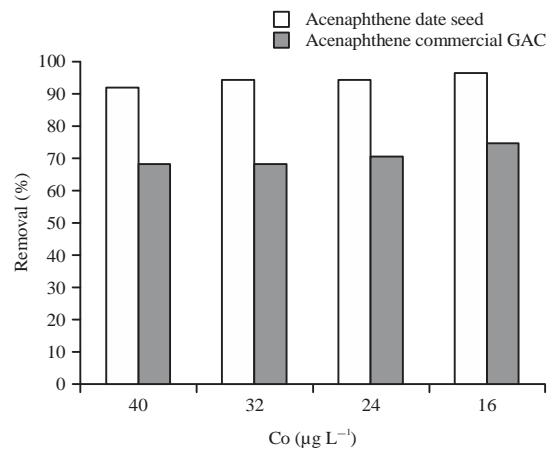 Acenaphthene date seed
Acenaphthene commercial GAC
100
90
80
70
60
50
40
30
20
10
0
Removal (%)
40 32 24 16
Co (µg L⁻¹)